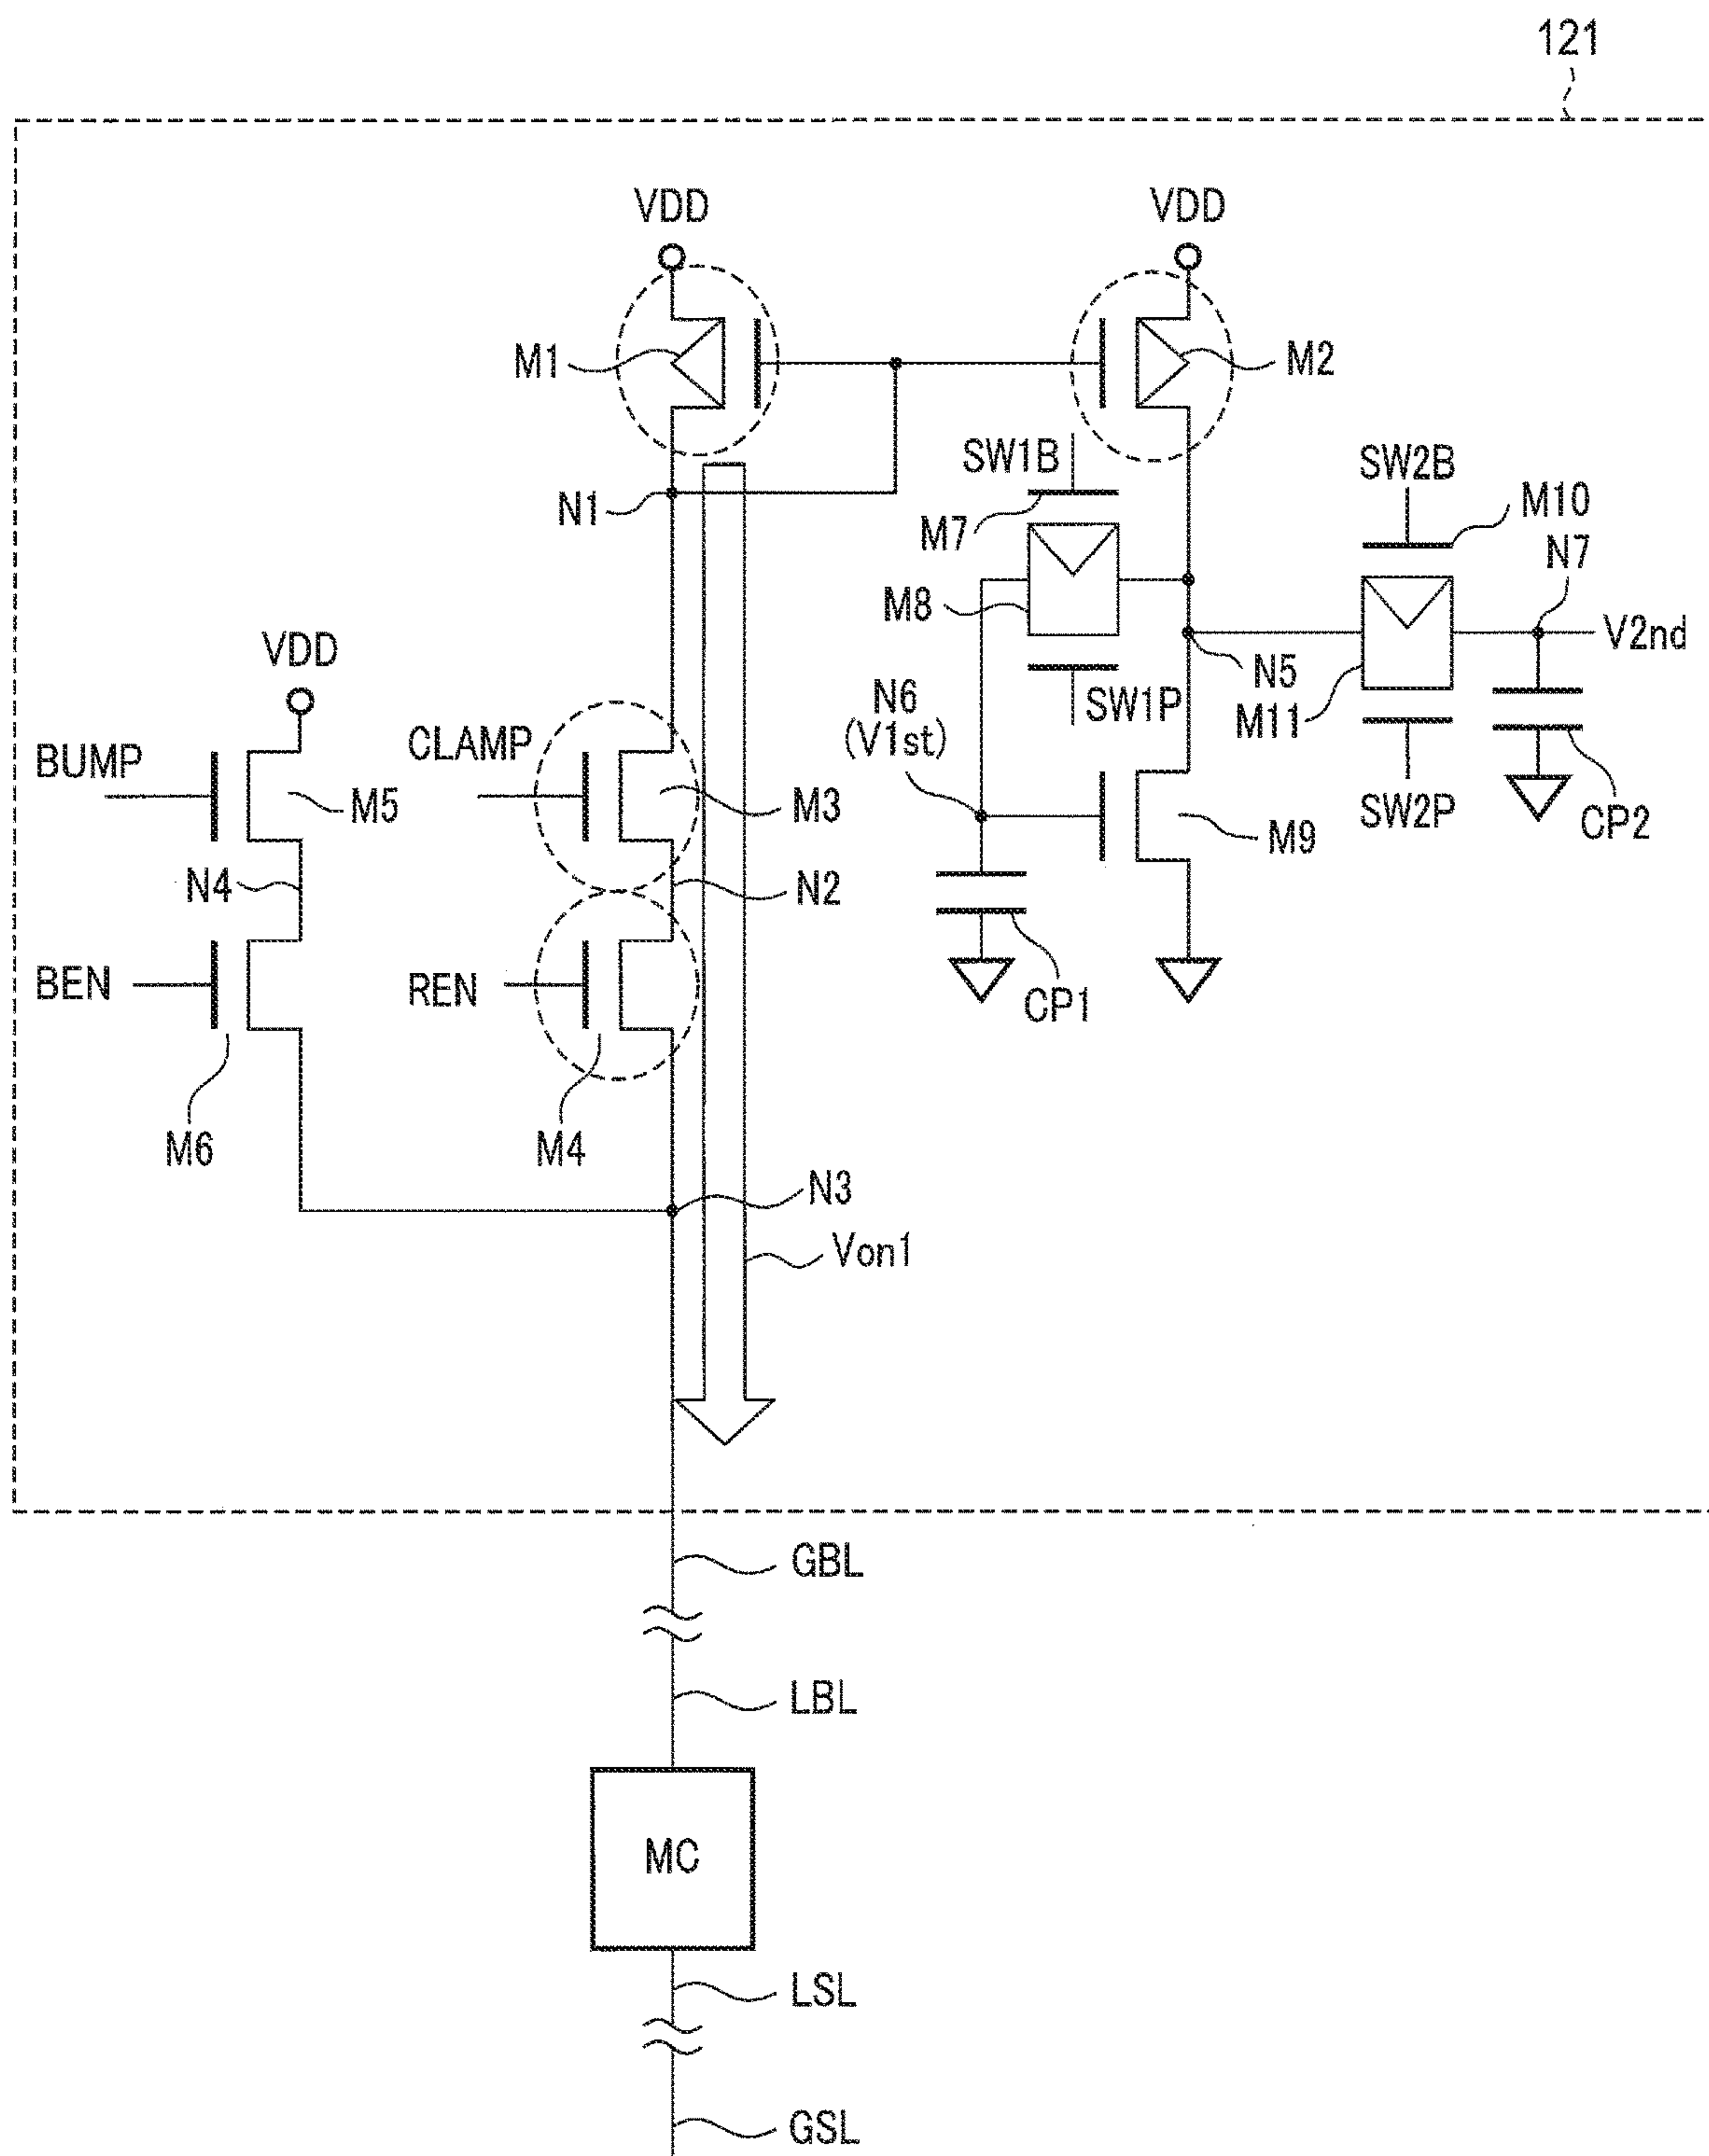 121
VDD
VDD
M1
M2
SW1B
SW2B
N1
M7
M10
N7
M8
VDD
V2nd
N5
N6
(V1st)
SW1P
M11
BUMP
CLAMP
M5
M3
SW2P
CP2
M9
N4
N2
BEN
REN
CP1
M6
M4
N3
Von1
GBL
LBL
MC
LSL
GSL